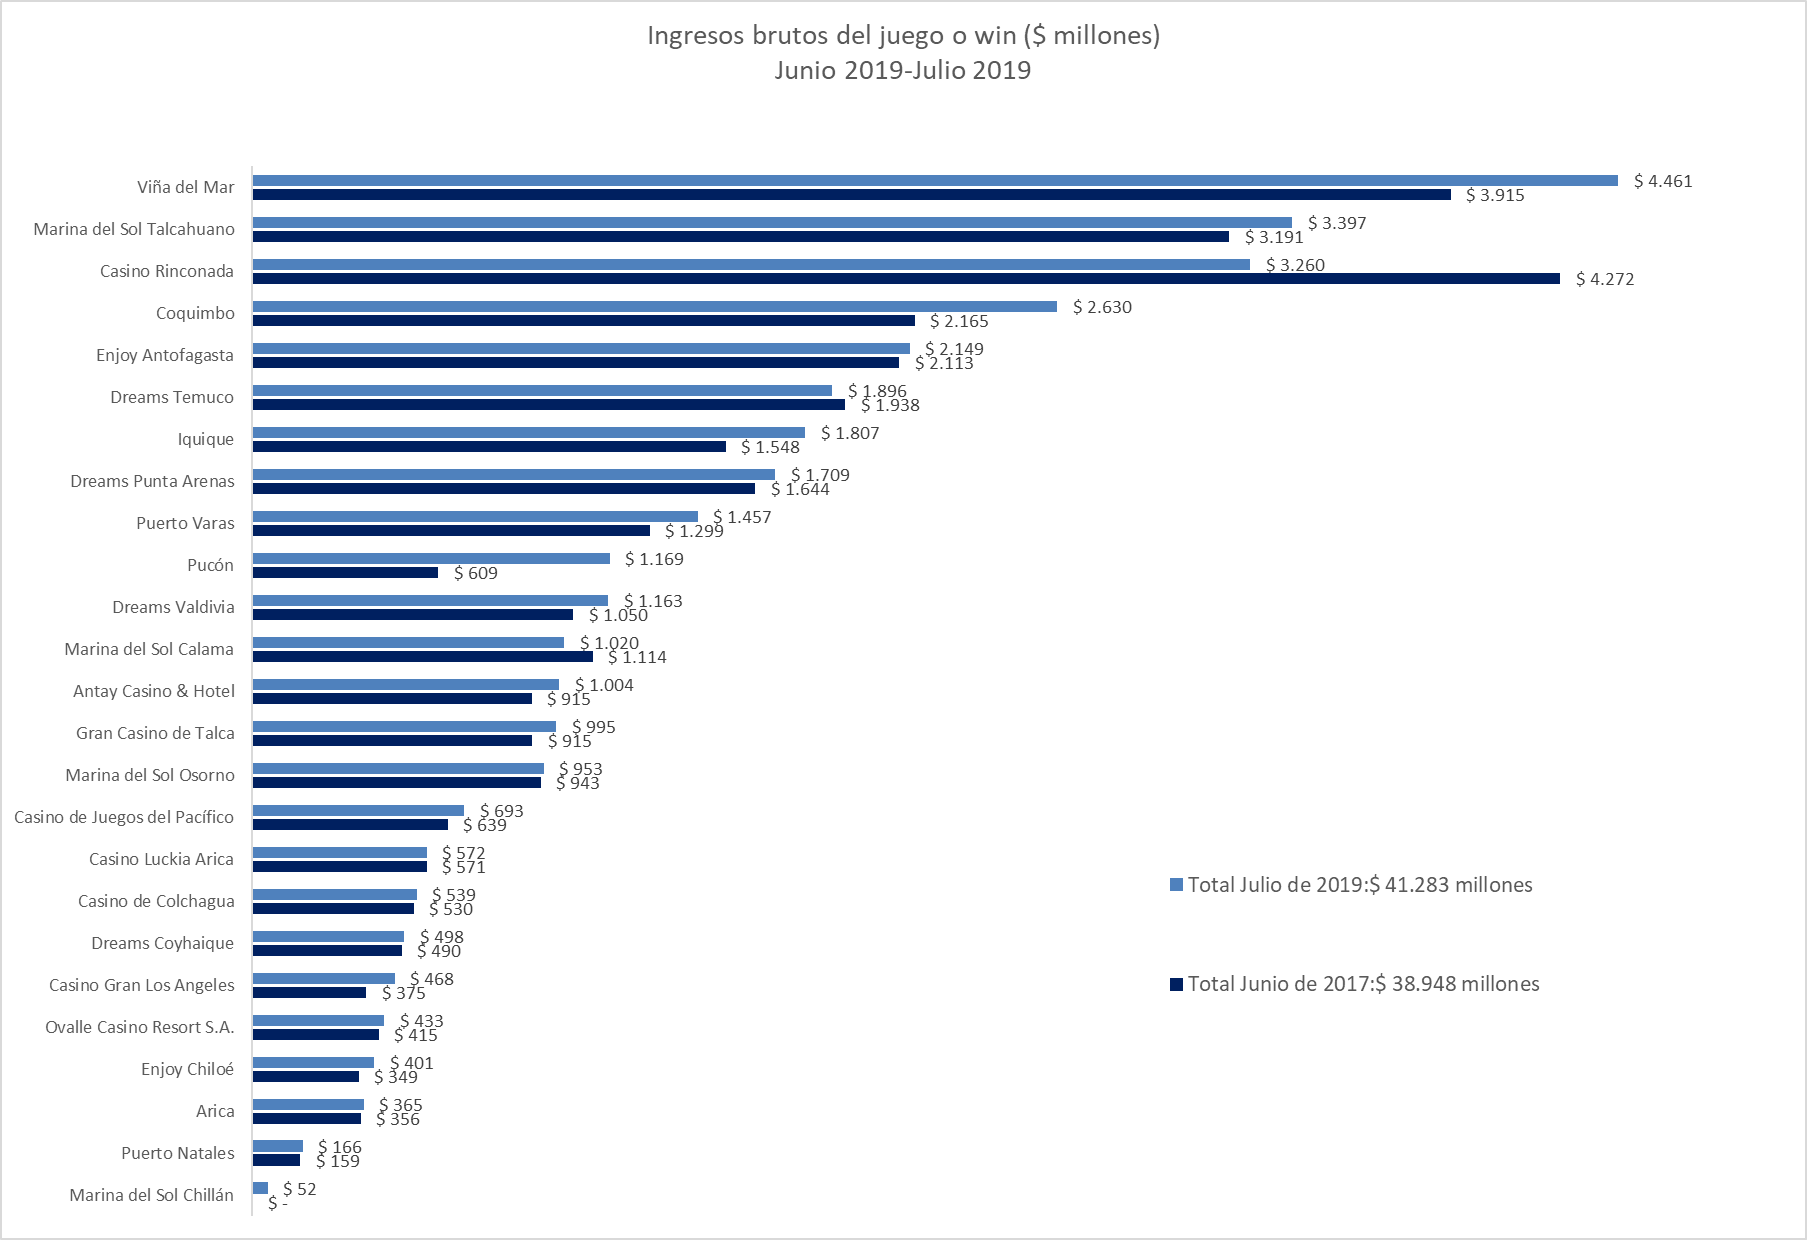 Ingresos brutos del juego o win ($ millones)
Junio 2019-Julio 2019
Viña del Mar
$ 4.461
$ 3.915
Marina del Sol Talcahuano
$ 3.397
$ 3.191
Casino Rinconada
$ 3.260
$ 4.272
Coquimbo
$ 2.630
$ 2.165
Enjoy Antofagasta
$ 2.149
$ 2.113
Dreams Temuco
$ 1.896
$ 1.938
Iquique
$ 1.807
$ 1.548
Dreams Punta Arenas
$ 1.709
$ 1.644
Puerto Varas
$ 1.457
$ 1.299
Pucón
$ 1.169
$ 609
Dreams Valdivia
$ 1.163
$ 1.050
Marina del Sol Calama
$ 1.020
$ 1.114
Antay Casino & Hotel
$ 1.004
$ 915
Gran Casino de Talca
$ 995
$ 915
Marina del Sol Osorno
$ 953
$ 943
Casino de Juegos del Pacífico
$ 693
$ 639
Casino Luckia Arica
$ 572
$ 571
Casino de Colchagua
$ 539
$ 530
Dreams Coyhaique
$ 498
$ 490
Casino Gran Los Angeles
$ 468
$ 375
Ovalle Casino Resort S.A.
$ 433
$ 415
Enjoy Chiloé
$ 401
$ 349
Arica
$ 365
$ 356
Puerto Natales
$ 166
$ 159
Marina del Sol Chillán
$ 52
$ -
Total Julio de 2019:$ 41.283 millones
Total Junio de 2017:$ 38.948 millones